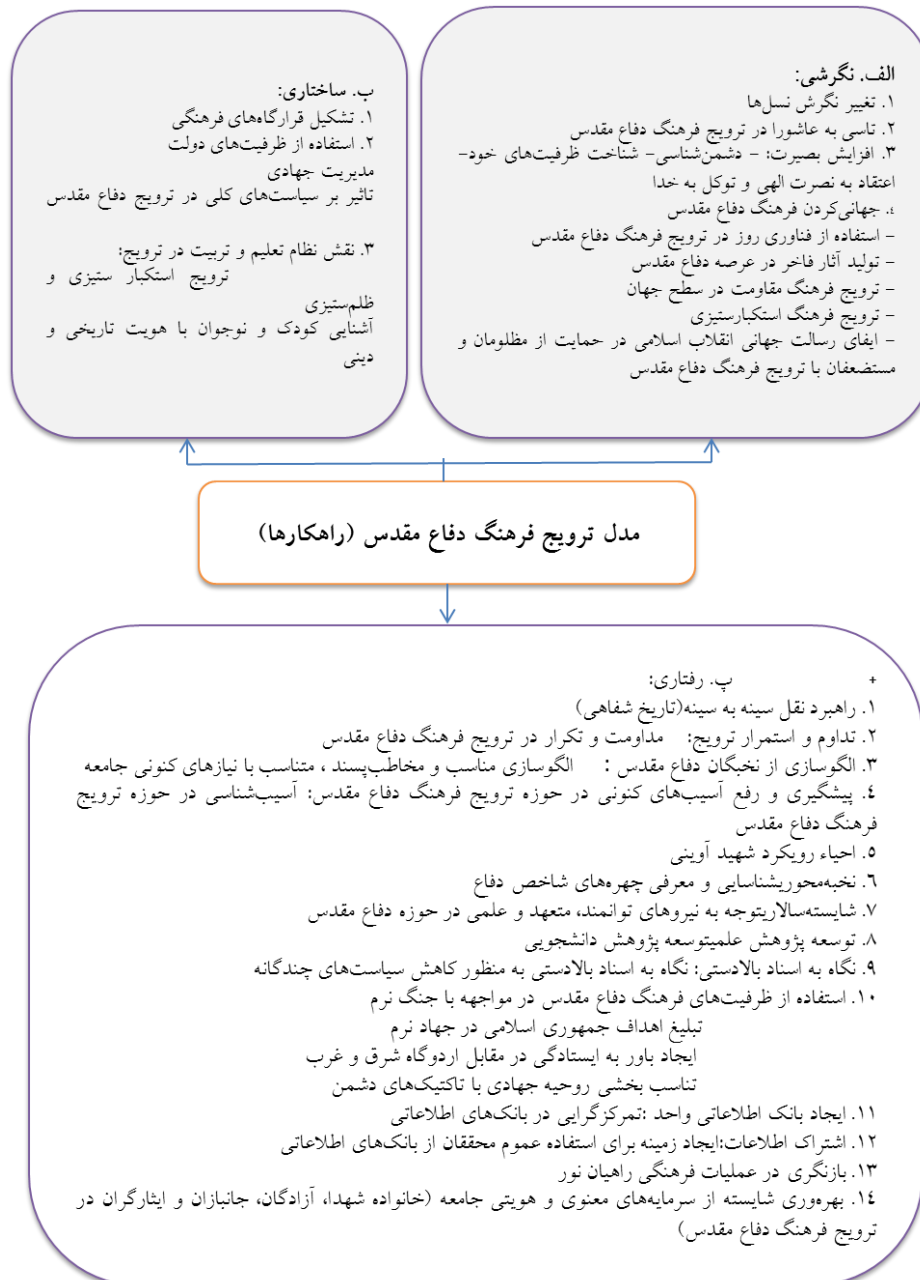 الف. نگرشی:
۱. تغییر نگرش نسل‌ها
۲. تاسی به عاشورا در ترویج فرهنگ دفاع مقدس
۳. افزایش بصیرت: - دشمن‌شناسی- شناخت ظرفیت‌های خود-
اعتقاد به نصرت الهی و توکل به خدا
٤. جهانی‌کردن فرهنگ دفاع مقدس
- استفاده از فناوری روز در ترویج فرهنگ دفاع مقدس
- تولید آثار فاخر در عرصه دفاع مقدس
- ترویج فرهنگ مقاومت در سطح جهان
- ترویج فرهنگ استکبارستیزی
- ایفای رسالت جهانی انقلاب اسلامی در حمایت از مظلومان و
مستضعفان با ترویج فرهنگ دفاع مقدس
ب. ساختاری:
۱. تشکیل قرارگاه‌های فرهنگی
۲. استفاده از ظرفیت‌های دولت
مدیریت جهادی
تاثیر بر سیاست‌های کلی در ترویج دفاع مقدس
۳. نقش نظام تعلیم و تربیت در ترویج:
ترویج استکبار ستیزی و
ظلم‌ستیزی
آشنایی کودک و نوجوان با هویت تاریخی و
دینی
مدل ترویج فرهنگ دفاع مقدس (راهکارها)
+ پ. رفتاری:
۱. راهبرد نقل سینه به سینه(تاریخ شفاهی)
۲. تداوم و استمرار ترویج: مداومت و تکرار در ترویج فرهنگ دفاع مقدس
۳. الگوسازی از نخبگان دفاع مقدس : الگوسازی مناسب و مخاطب‌پسند ، متناسب با نیازهای کنونی جامعه
٤. پیشگیری و رفع آسیب‌های کنونی در حوزه ترویج فرهنگ دفاع مقدس: آسیب‌شناسی در حوزه ترویج
فرهنگ دفاع مقدس
٥. احیاء رویکرد شهید آوینی
٦. نخبه‌محوریشناسایی و معرفی چهره‌های شاخص دفاع
۷. شایسته‌سالاریتوجه به نیروهای توانمند، متعهد و علمی در حوزه دفاع مقدس
۸. توسعه پژوهش علمیتوسعه پژوهش دانشجویی
۹. نگاه به اسناد بالادستی: نگاه به اسناد بالادستی به منظور کاهش سیاست‌های چندگانه
۱۰. استفاده از ظرفیت‌های فرهنگ دفاع مقدس در مواجهه با جنگ نرم
تبلیغ اهداف جمهوری اسلامی در جهاد نرم
ایجاد باور به ایستادگی در مقابل اردوگاه شرق و غرب
تناسب بخشی روحیه جهادی با تاکتیک‌های دشمن
۱۱. ایجاد بانک اطلاعاتی واحد :تمرکزگرایی در بانک‌های اطلاعاتی
۱۲. اشتراک اطلاعات:ایجاد زمینه برای استفاده عموم محققان از بانک‌های اطلاعاتی
۱۳. بازنگری در عملیات فرهنگی راهیان نور
۱٤. بهره‌وری شایسته از سرمایه‌های معنوی و هویتی جامعه (خانواده شهدا، آزادگان، جانبازان و ایثارگران در
ترویج فرهنگ دفاع مقدس)